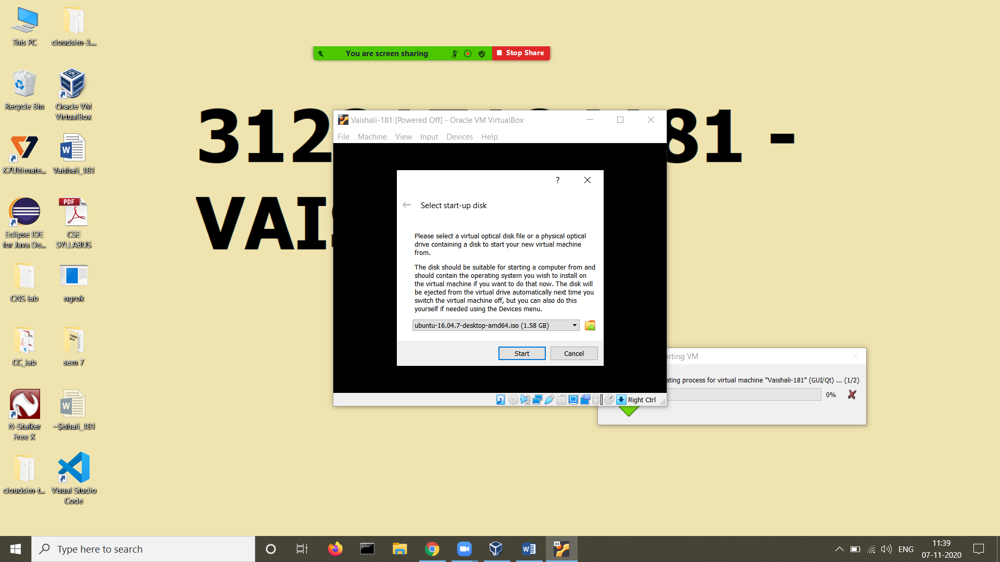 This PC
cloudsim-3....
Recycle Bin
Oracle VM
VirtualBox
K7Ultimate...
Vaishali_181
Eclipse IDE
for Java De...
PDF
CSE
SYLLABUS
CNS lab
ngrok
CC_lab
sem 7
N-Stalker
Free X
~$ishali_181
cloudsim-t...
Visual Studio
Code
You are screen sharing
Stop Share
312
81 -
VAI
Vaishali-181 [Powered Off] - Oracle VM VirtualBox
File Machine View Input Devices Help
?
Select start-up disk
Please select a virtual optical disk file or a physical optical
drive containing a disk to start your new virtual machine
from.
The disk should be suitable for starting a computer from and
should contain the operating system you wish to install on
the virtual machine if you want to do that now. The disk will
be ejected from the virtual drive automatically next time you
switch the virtual machine off, but you can also do this
yourself if needed using the Devices menu.
ubuntu-16.04.7-desktop-amd64.iso (1.58 GB)
Start Cancel
Right Ctrl
arting VM
ating process for virtual machine "Vaishali-181" (GUI/Qt) ... (1/2)
0%
Type here to search
64
ENG
11:39
07-11-2020